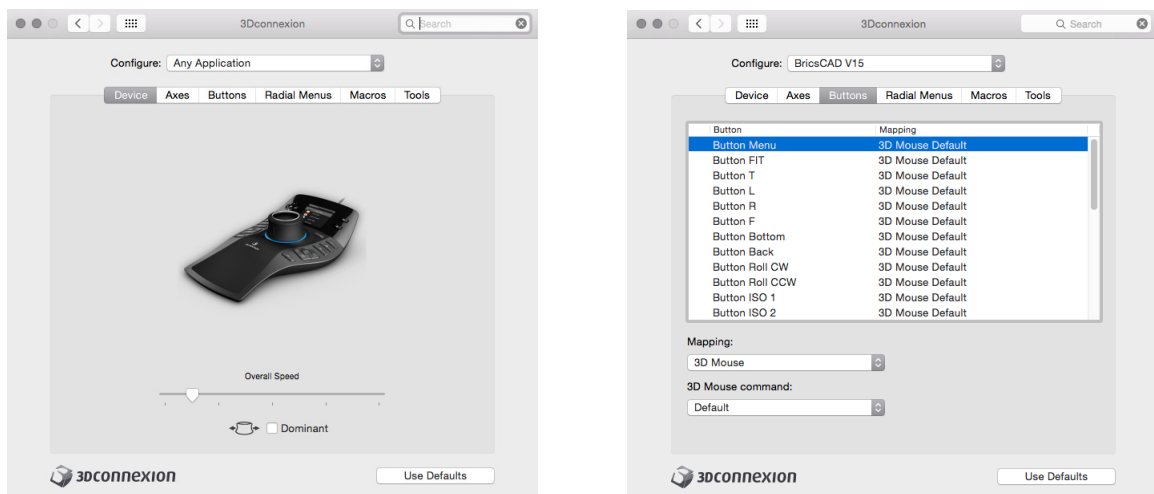 3Dconnexion
Search
Configure: Any Application
Device Axes Buttons Radial Menus Macros Tools
Overall Speed
Dominant
3Dconnexion
Use Defaults
3Dconnexion
Search
Configure: BricsCAD V15
Device Axes Buttons Radial Menus Macros Tools
Button Mapping
Button Menu 3D Mouse Default
Button FIT 3D Mouse Default
Button T 3D Mouse Default
Button L 3D Mouse Default
Button R 3D Mouse Default
Button F 3D Mouse Default
Button Bottom 3D Mouse Default
Button Back 3D Mouse Default
Button Roll CW 3D Mouse Default
Button Roll CCW 3D Mouse Default
Button ISO 1 3D Mouse Default
Button ISO 2 3D Mouse Default
Mapping:
3D Mouse
3D Mouse command:
Default
3Dconnexion
Use Defaults